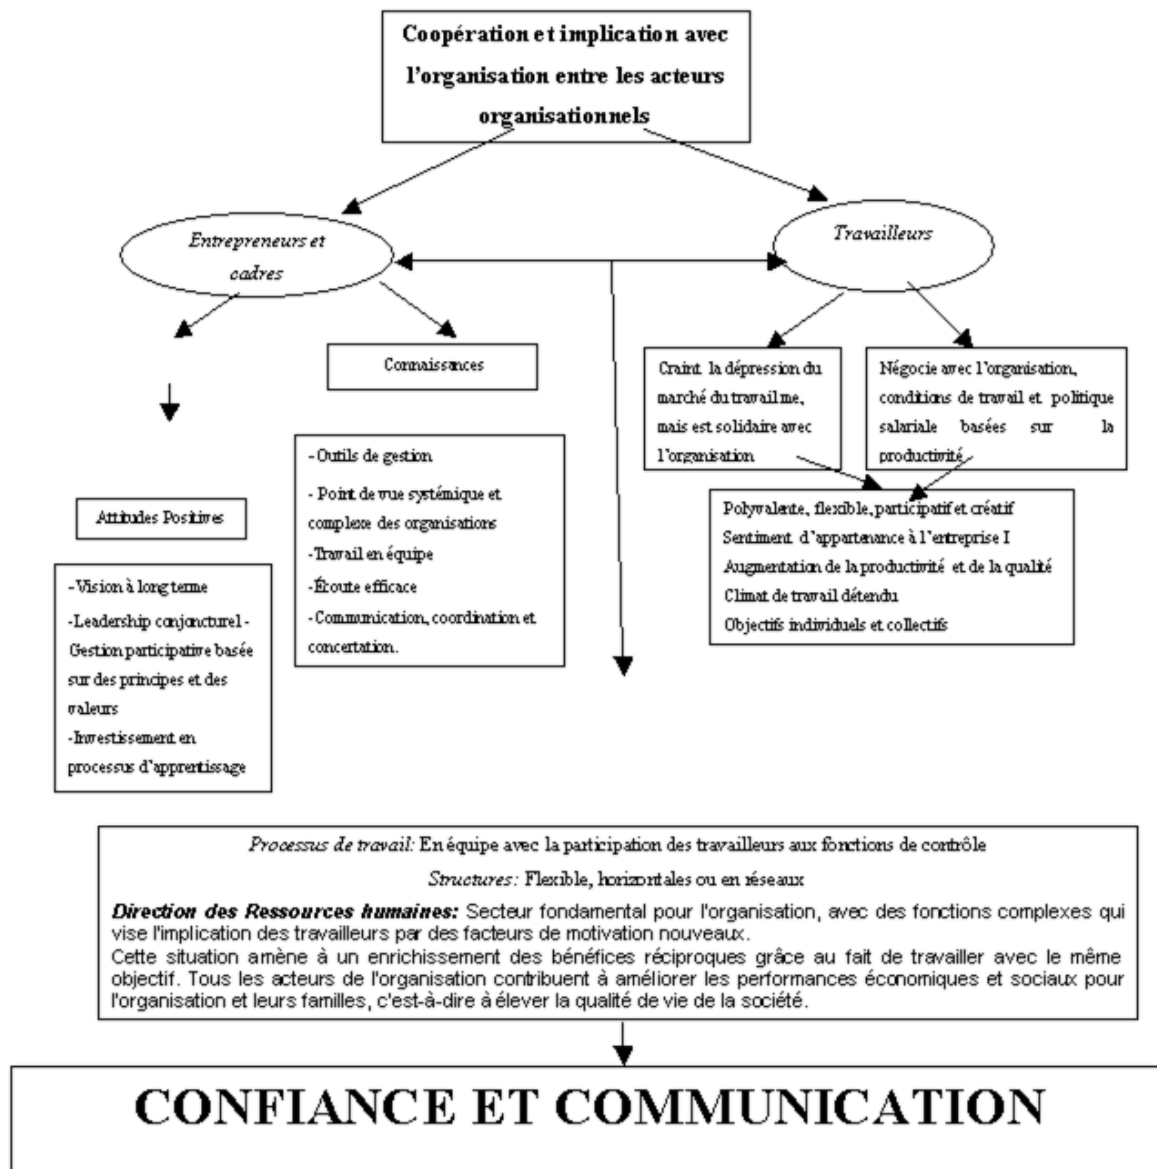 Coopération et implication avec
l'organisation entre les acteurs
organisationnels
Entrepreneurs et
cadres
Travailleurs
Connaissances
Craint la dépression du
marché du travail me,
mais est solidaire avec
l'organisation
Négocie avec l'organisation,
conditions de travail et politique
salariale basées sur la
productivité
- Outils de gestion
- Point de vue systémique et
complexe des organisations
-Travail en équipe
-Écoute efficace
-Communication, coordination et
concertation.
Attitudes Positives
- Vision à long terme
-Leadership conjoncturel -
Gestion participative basée
sur des principes et des
valeurs
-Investissement en
processus d'apprentissage
Polyvalente, flexible, participatif et créatif
Sentiment d'appartenance à l'entreprise I
Augmentation de la productivité et de la qualité
Climat de travail détendu
Objectifs individuels et collectifs
Processus de travail: En équipe avec la participation des travailleurs aux fonctions de contrôle
Structures: Flexible, horizontales ou en réseaux
Direction des Ressources humaines: Secteur fondamental pour l'organisation, avec des fonctions complexes qui
vise l'implication des travailleurs par des facteurs de motivation nouveaux.
Cette situation amène à un enrichissement des bénéfices réciproques grâce au fait de travailler avec le même
objectif. Tous les acteurs de l'organisation contribuent à améliorer les performances économiques et sociaux pour
l'organisation et leurs familles, c'est-à-dire à élever la qualité de vie de la société.
CONFIANCE ET COMMUNICATION